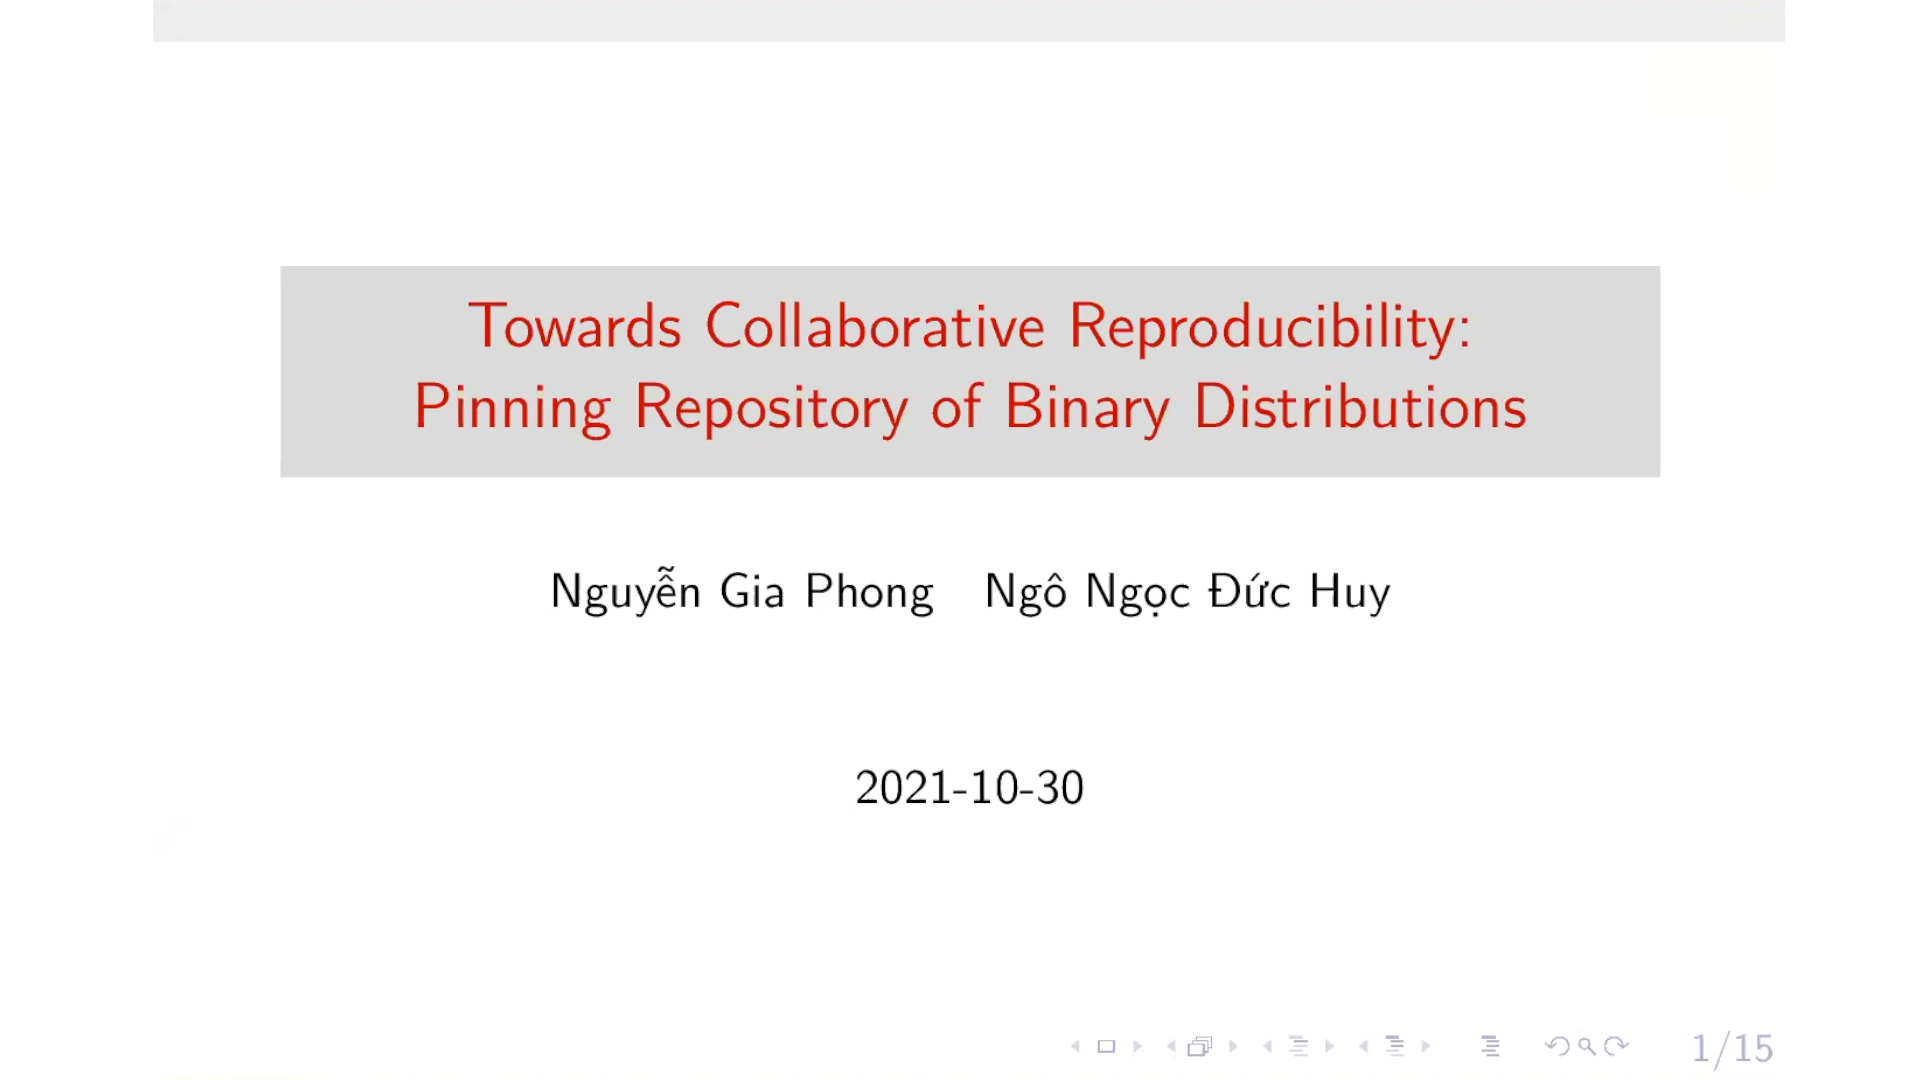 Towards Collaborative Reproducibility:
Pinning Repository of Binary Distributions
Nguyễn Gia Phong Ngô Ngọc Đức Huy
2021-10-30
1/15